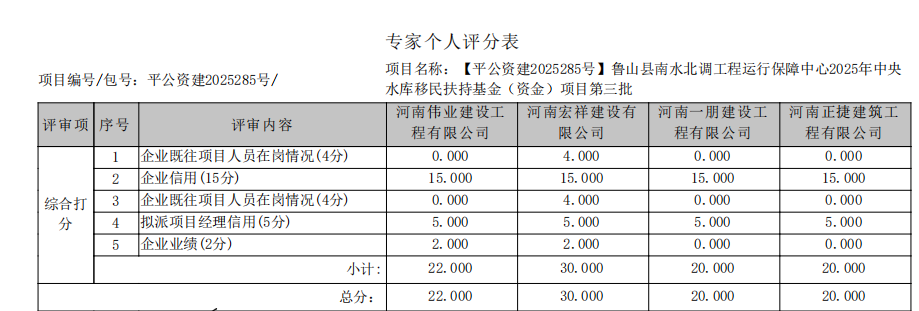 专家个人评分表
项目编号/包号：平公资建2025285号/
项目名称：【平公资建2025285号】鲁山县南水北调工程运行保障中心2025年中央
水库移民扶持基金（资金）项目第三批
评审项 序号 评审内容 河南伟业建设工程有限公司 河南宏祥建设有限公司 河南一朋建设工程有限公司 河南正捷建筑工程有限公司
综合打分
1 企业既往项目人员在岗情况(4分) 0.000 4.000 0.000 0.000
2 企业信用(15分) 15.000 15.000 15.000 15.000
3 企业既往项目人员在岗情况(4分) 0.000 4.000 0.000 0.000
4 拟派项目经理信用(5分) 5.000 5.000 5.000 5.000
5 企业业绩(2分) 2.000 2.000 0.000 0.000
小计: 22.000 30.000 20.000 20.000
总分: 22.000 30.000 20.000 20.000